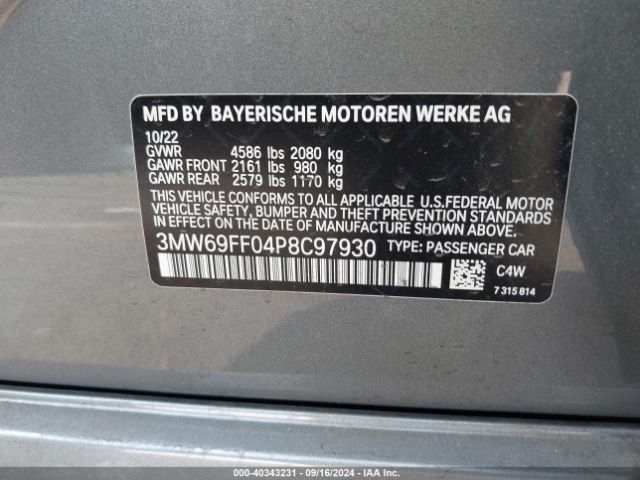 MFD BY BAYERISCHE MOTOREN WERKE AG
10/22
GVWR 4586 lbs 2080 kg
GAWR FRONT 2161 lbs 980 kg
GAWR REAR 2579 lbs 1170 kg
THIS VEHICLE CONFORMS TO ALL APPLICABLE U.S.FEDERAL MOTOR
VEHICLE SAFETY, BUMPER AND THEFT PREVENTION STANDARDS
IN EFFECT ON THE DATE OF MANUFACTURE SHOWN ABOVE.
3MW69FF04P8C97930 TYPE: PASSENGER CAR
C4W
7 315 814
000-40343231 - 09/16/2024 - IAA Inc.